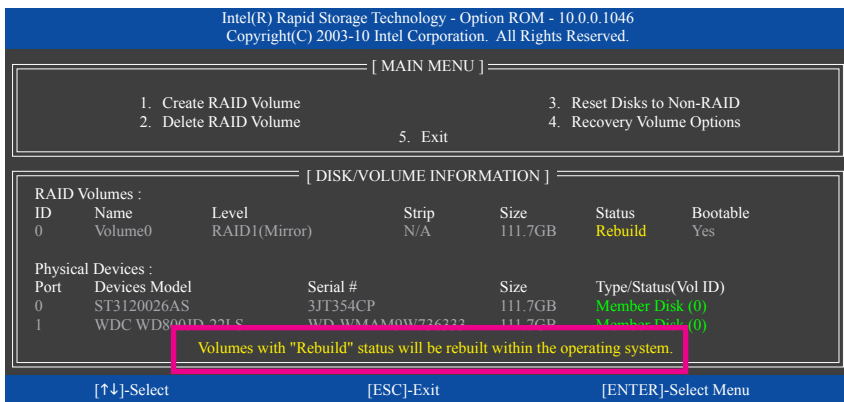 Intel(R) Rapid Storage Technology - Option ROM - 10.0.0.1046
Copyright(C) 2003-10 Intel Corporation. All Rights Reserved.
[ MAIN MENU ]
1. Create RAID Volume 3. Reset Disks to Non-RAID
2. Delete RAID Volume 4. Recovery Volume Options
5. Exit
[ DISK/VOLUME INFORMATION ]
RAID Volumes :
ID Name Level Strip Size Status Bootable
0 Volume0 RAID1(Mirror) N/A 111.7GB Rebuild Yes
Physical Devices :
Port Devices Model Serial # Size Type/Status(Vol ID)
0 ST3120026AS 3JT354CP 111.7GB Member Disk (0)
1 WDC 111.7GB Member Disk (0)
Volumes with "Rebuild" status will be rebuilt within the operating system.
[↑↓]-Select [ESC]-Exit [ENTER]-Select Menu